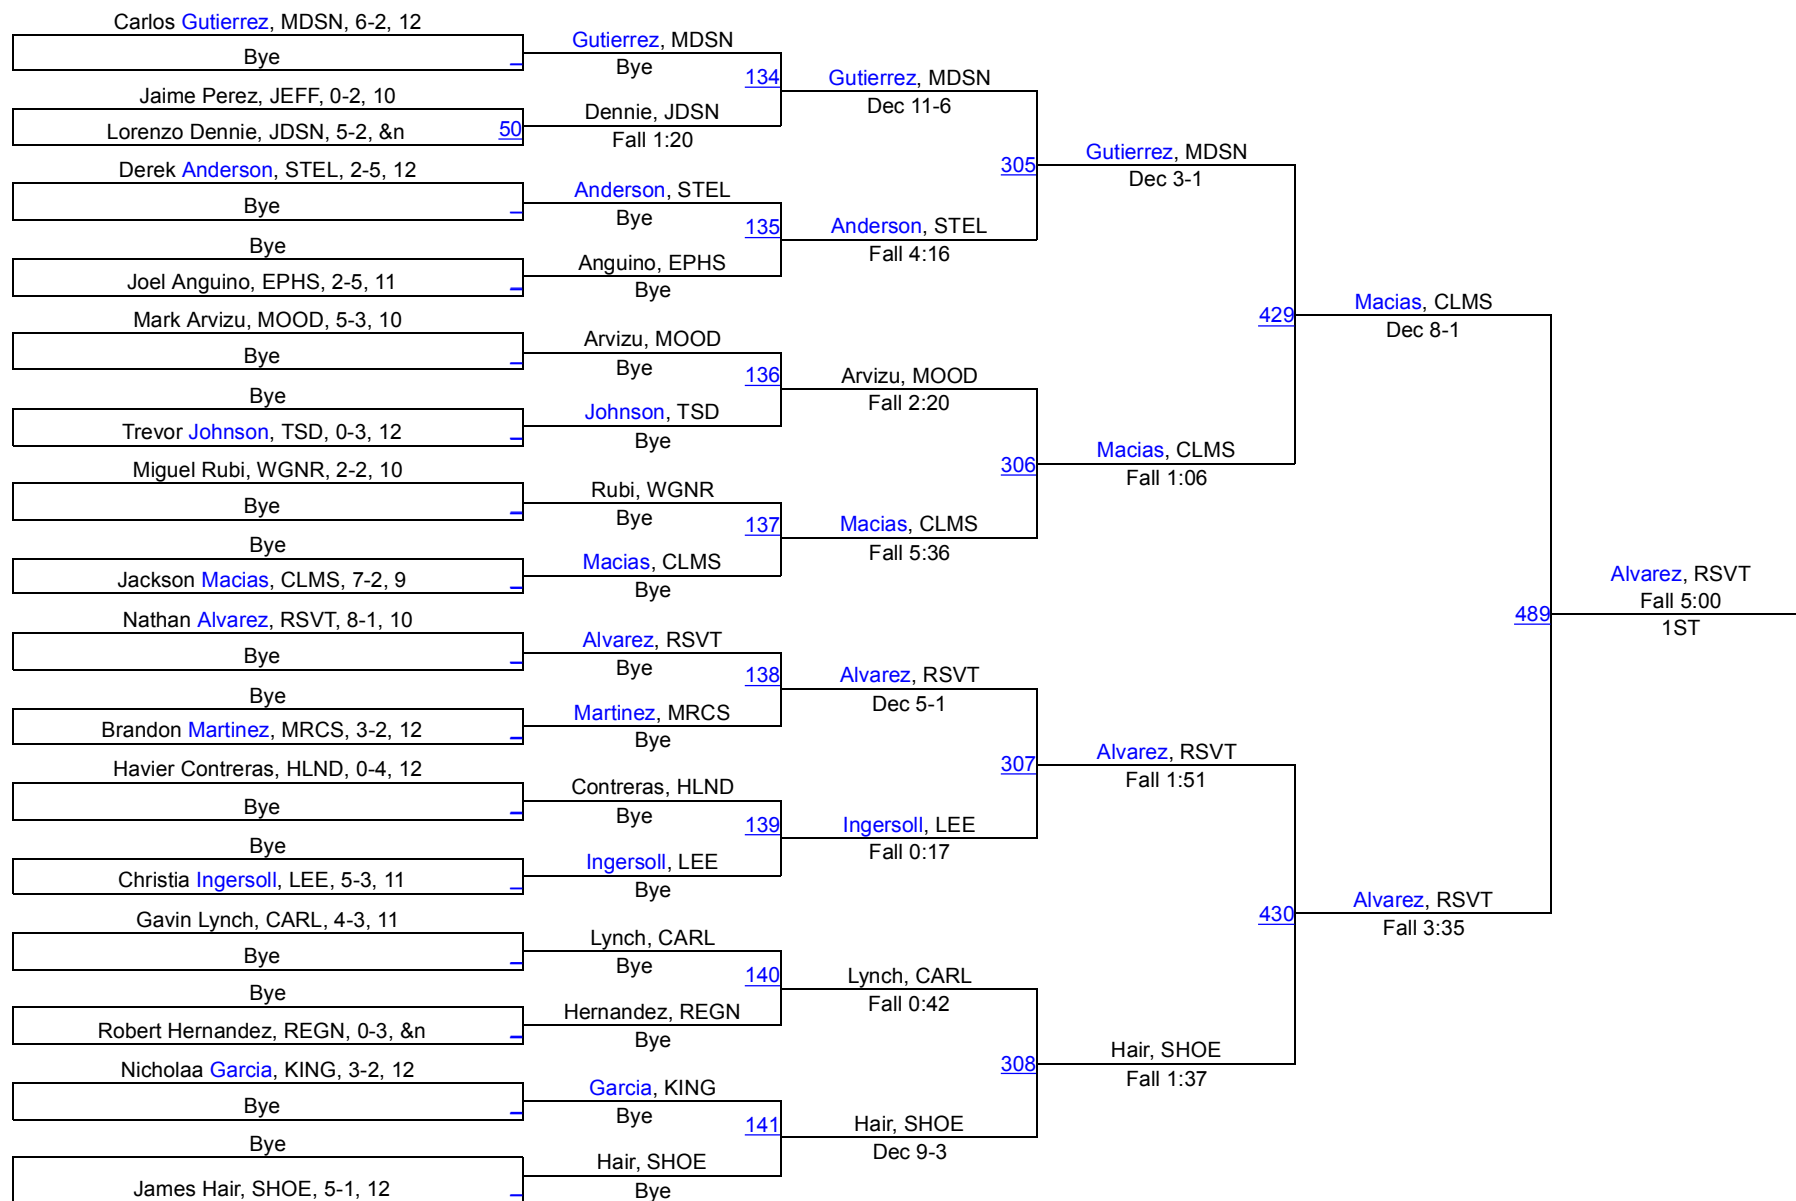 Carlos Gutierrez, MDSN, 6-2, 12
Bye
Jaime Perez, JEFF, 0-2, 10
Lorenzo Dennie, JDSN, 5-2, &n
50
Derek Anderson, STEL, 2-5, 12
Bye
Bye
Joel Anguino, EPHS, 2-5, 11
Mark Arvizu, MOOD, 5-3, 10
Bye
Bye
Trevor Johnson, TSD, 0-3, 12
Miguel Rubi, WGNR, 2-2, 10
Bye
Bye
Jackson Macias, CLMS, 7-2, 9
Nathan Alvarez, RSVT, 8-1, 10
Bye
Bye
Brandon Martinez, MRCS, 3-2, 12
Havier Contreras, HLND, 0-4, 12
Bye
Bye
Christia Ingersoll, LEE, 5-3, 11
Gavin Lynch, CARL, 4-3, 11
Bye
Bye
Robert Hernandez, REGN, 0-3, &n
Nicholaa Garcia, KING, 3-2, 12
Bye
Bye
James Hair, SHOE, 5-1, 12
Gutierrez, MDSN
Bye
134
Dennie, JDSN
Fall 1:20
Anderson, STEL
Bye
135
Anguino, EPHS
Bye
Arvizu, MOOD
Bye
136
Johnson, TSD
Bye
Rubi, WGNR
Bye
137
Macias, CLMS
Bye
Alvarez, RSVT
Bye
138
Martinez, MRCS
Bye
Contreras, HLND
Bye
139
Ingersoll, LEE
Bye
Lynch, CARL
Bye
140
Hernandez, REGN
Bye
Garcia, KING
Bye
141
Hair, SHOE
Bye
Gutierrez, MDSN
Dec 11-6
305
Anderson, STEL
Fall 4:16
Arvizu, MOOD
Fall 2:20
306
Macias, CLMS
Fall 5:36
Alvarez, RSVT
Dec 5-1
307
Ingersoll, LEE
Fall 0:17
Lynch, CARL
Fall 0:42
308
Hair, SHOE
Dec 9-3
Gutierrez, MDSN
Dec 3-1
429
Macias, CLMS
Fall 1:06
Alvarez, RSVT
Fall 1:51
430
Hair, SHOE
Fall 1:37
Macias, CLMS
Dec 8-1
489
Alvarez, RSVT
Fall 3:35
Alvarez, RSVT
Fall 5:00
1ST